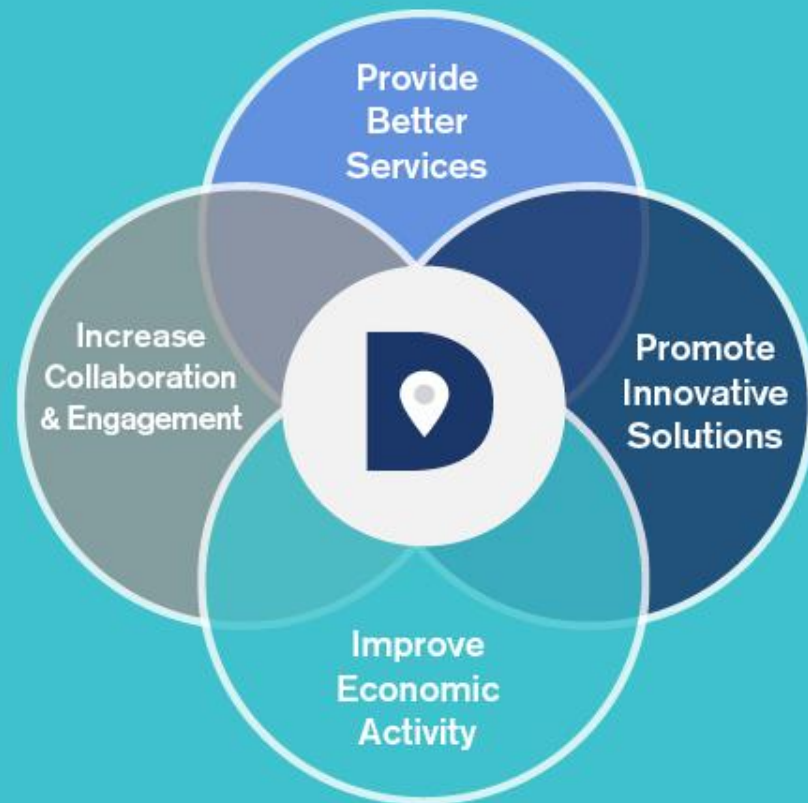 Provide
Better
Services
Increase
Collaboration
& Engagement
D
Promote
Innovative
Solutions
Improve
Economic
Activity